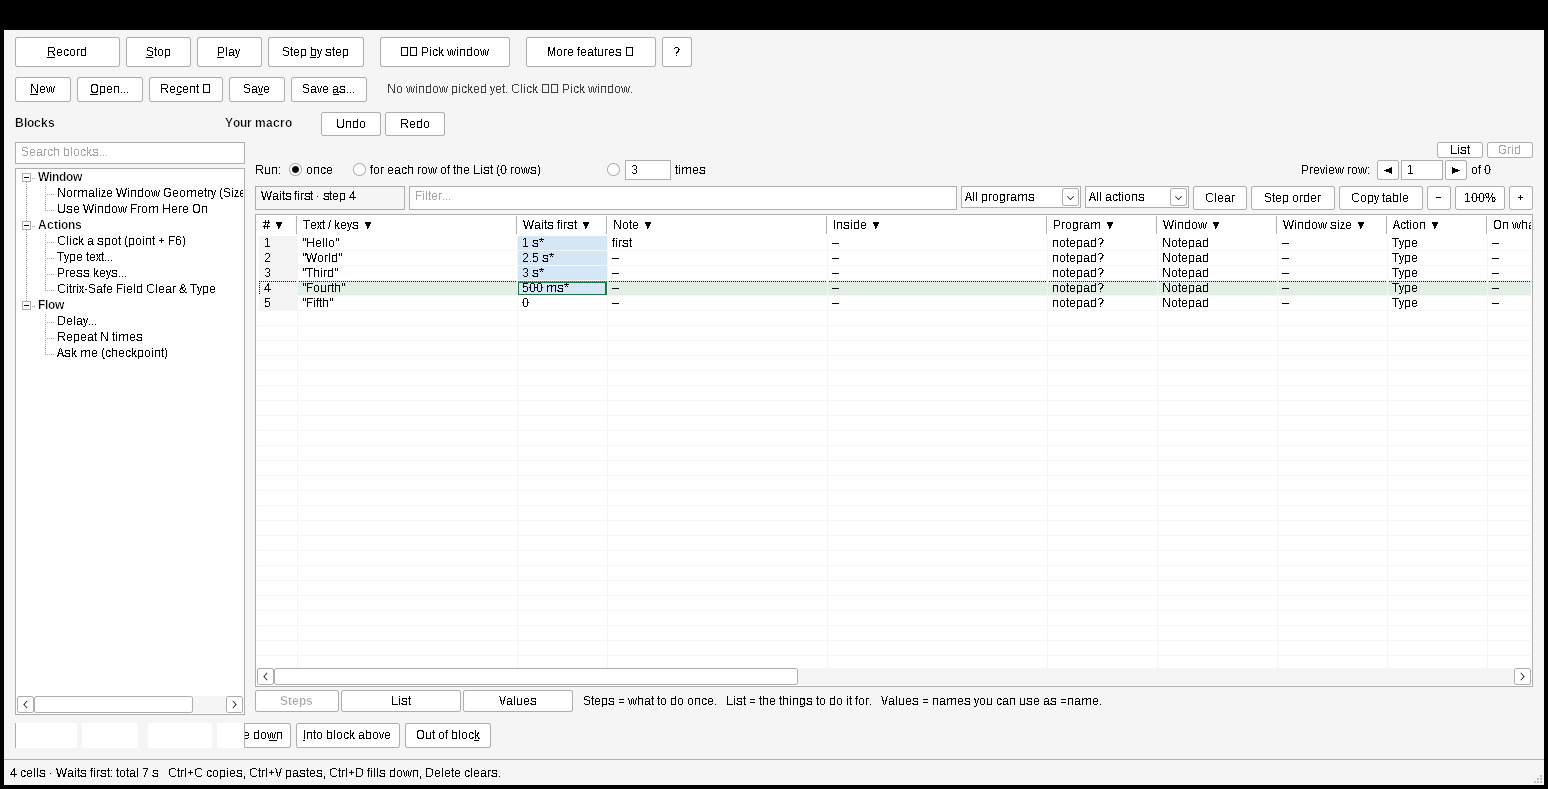 Record Stop Play Step by step Pick window More features ?
New Open... Recent Save Save as... No window picked yet. Click Pick window.
Blocks Your macro Undo Redo
Search blocks... List Grid
Run: once for each row of the List (0 rows) 3 times Preview row: ◄ 1 ► of 0
Waits first · step 4 Filter... All programs All actions Clear Step order Copy table − 100% +
Window
Normalize Window Geometry (Size
Use Window From Here On
Actions
Click a spot (point + F6)
Type text...
Press keys...
Citrix-Safe Field Clear & Type
Flow
Delay...
Repeat N times
Ask me (checkpoint)
# ▼ Text / keys ▼ Waits first ▼ Note ▼ Inside ▼ Program ▼ Window ▼ Window size ▼ Action ▼ On wha
1 "Hello" 1 s* first – notepad? Notepad – Type –
2 "World" 2.5 s* – – notepad? Notepad – Type –
3 "Third" 3 s* – – notepad? Notepad – Type –
4 "Fourth" 500 ms* – – notepad? Notepad – Type –
5 "Fifth" 0 – – notepad? Notepad – Type –
Steps List Values Steps = what to do once. List = the things to do it for. Values = names you can use as =name.
e down Into block above Out of block
4 cells · Waits first: total 7 s Ctrl+C copies, Ctrl+V pastes, Ctrl+D fills down, Delete clears.